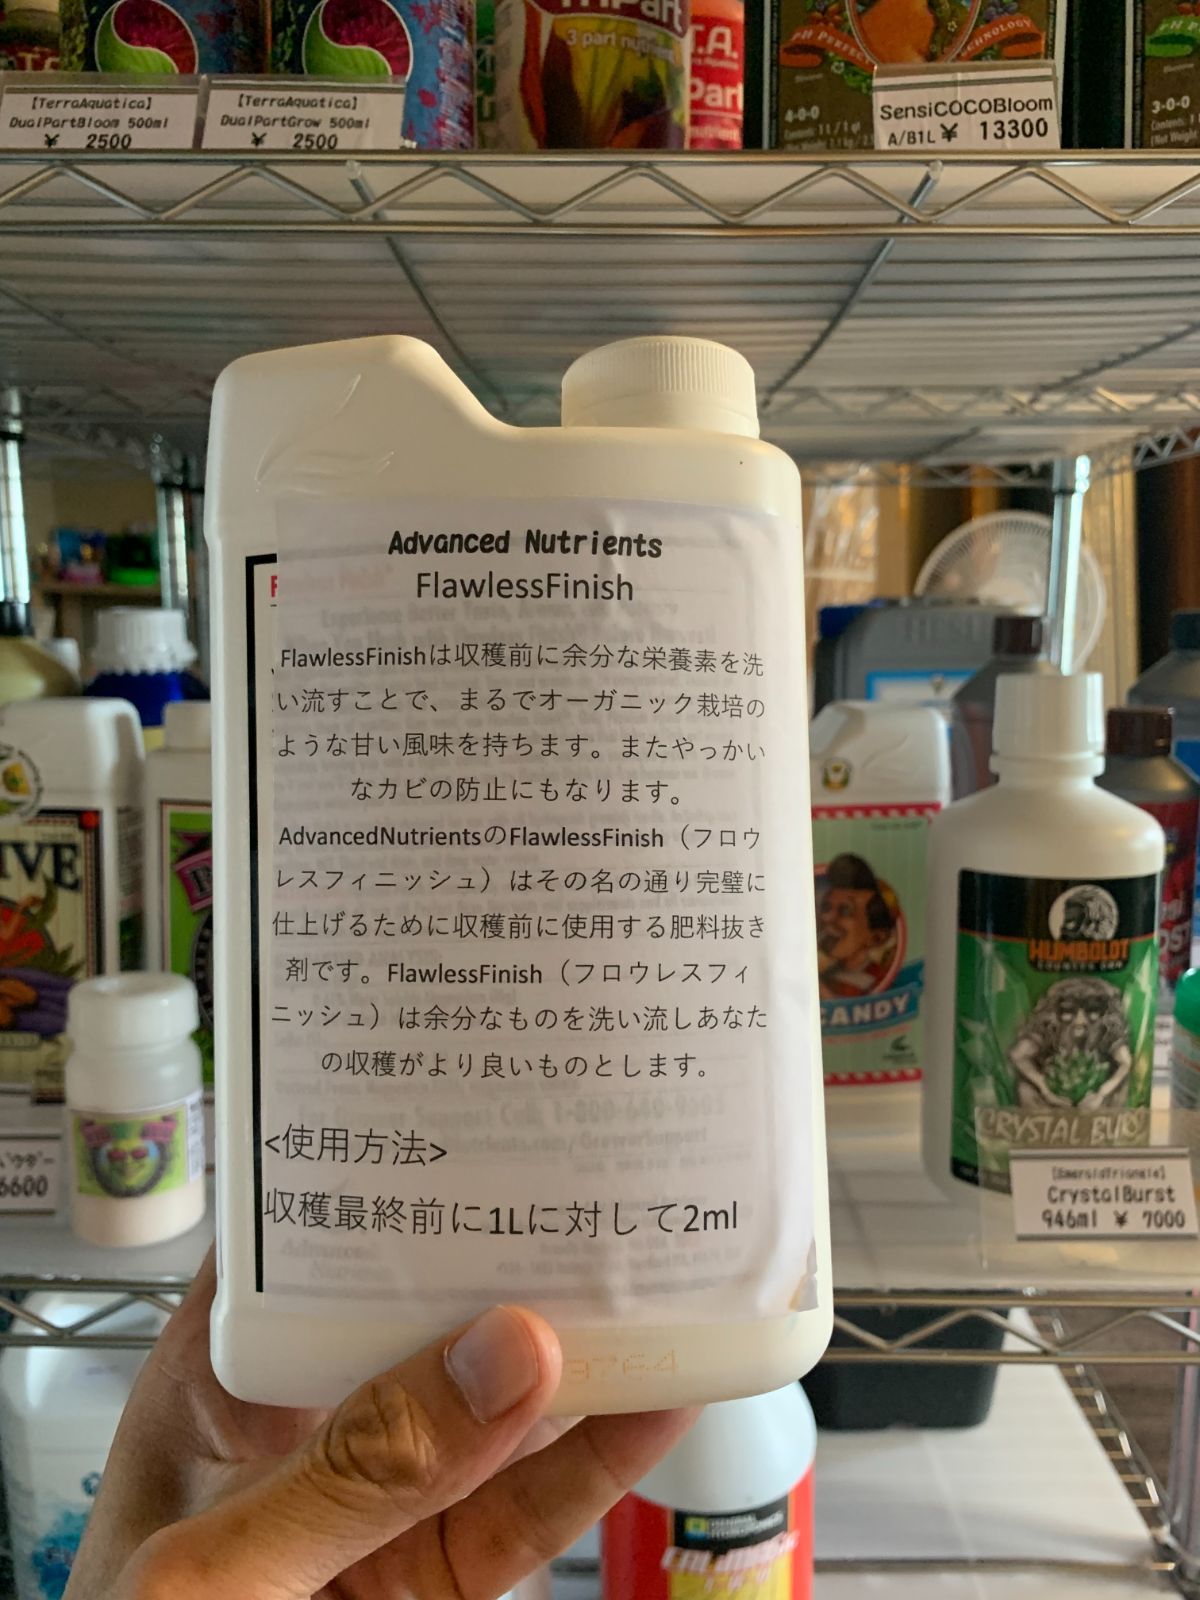 TriPart
3 part nutrient
T.A.
Part
PH PERFECT
TECHNOLOGY
4-0-0
3-0-0
【TerraAquatica】
DualPartBloom 500ml
¥ 2500
【TerraAquatica】
DualPartGrow 500ml
¥ 2500
SensiCOCOBloom
A/B1L ¥ 13300
Advanced Nutrients
FlawlessFinish
FlawlessFinishは収穫前に余分な栄養素を洗
い流すことで、まるでオーガニック栽培の
ような甘い風味を持ちます。またやっかい
なカビの防止にもなります。
AdvancedNutrientsのFlawlessFinish（フロウ
レスフィニッシュ）はその名の通り完璧に
仕上げるために収穫前に使用する肥料抜き
剤です。FlawlessFinish（フロウレスフィ
ニッシュ）は余分なものを洗い流しあなた
の収穫がより良いものとします。
<使用方法>
収穫最終前に1Lに対して2ml
CANDY
HUMBOLDT
CRYSTAL BURST
【EmeraldTriangle】
CrystalBurst
946ml ¥ 7000
6600